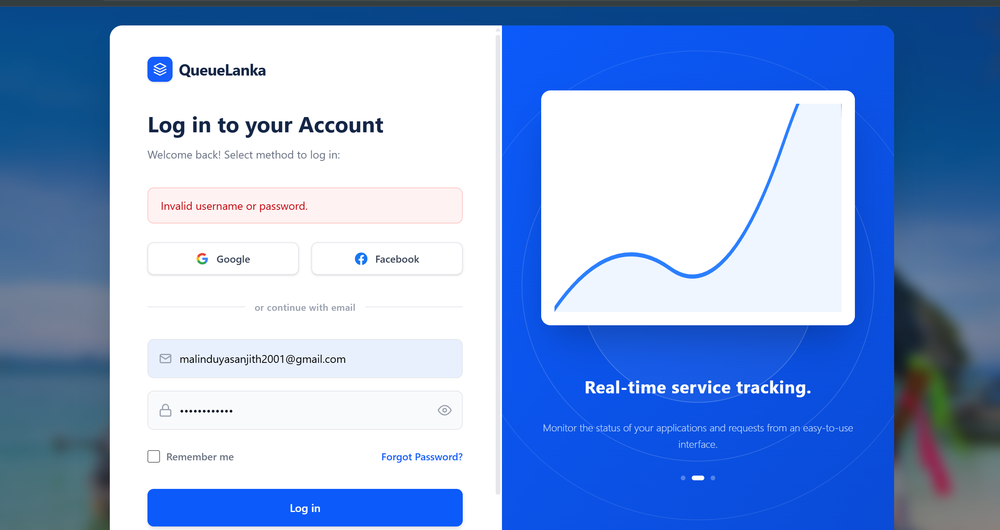 QueueLanka
Log in to your Account
Welcome back! Select method to log in:
Invalid username or password.
Google
Facebook
or continue with email
malinduyasanjith2001@gmail.com
••••••••••••
Remember me
Forgot Password?
Log in
Real-time service tracking.
Monitor the status of your applications and requests from an easy-to-use
interface.